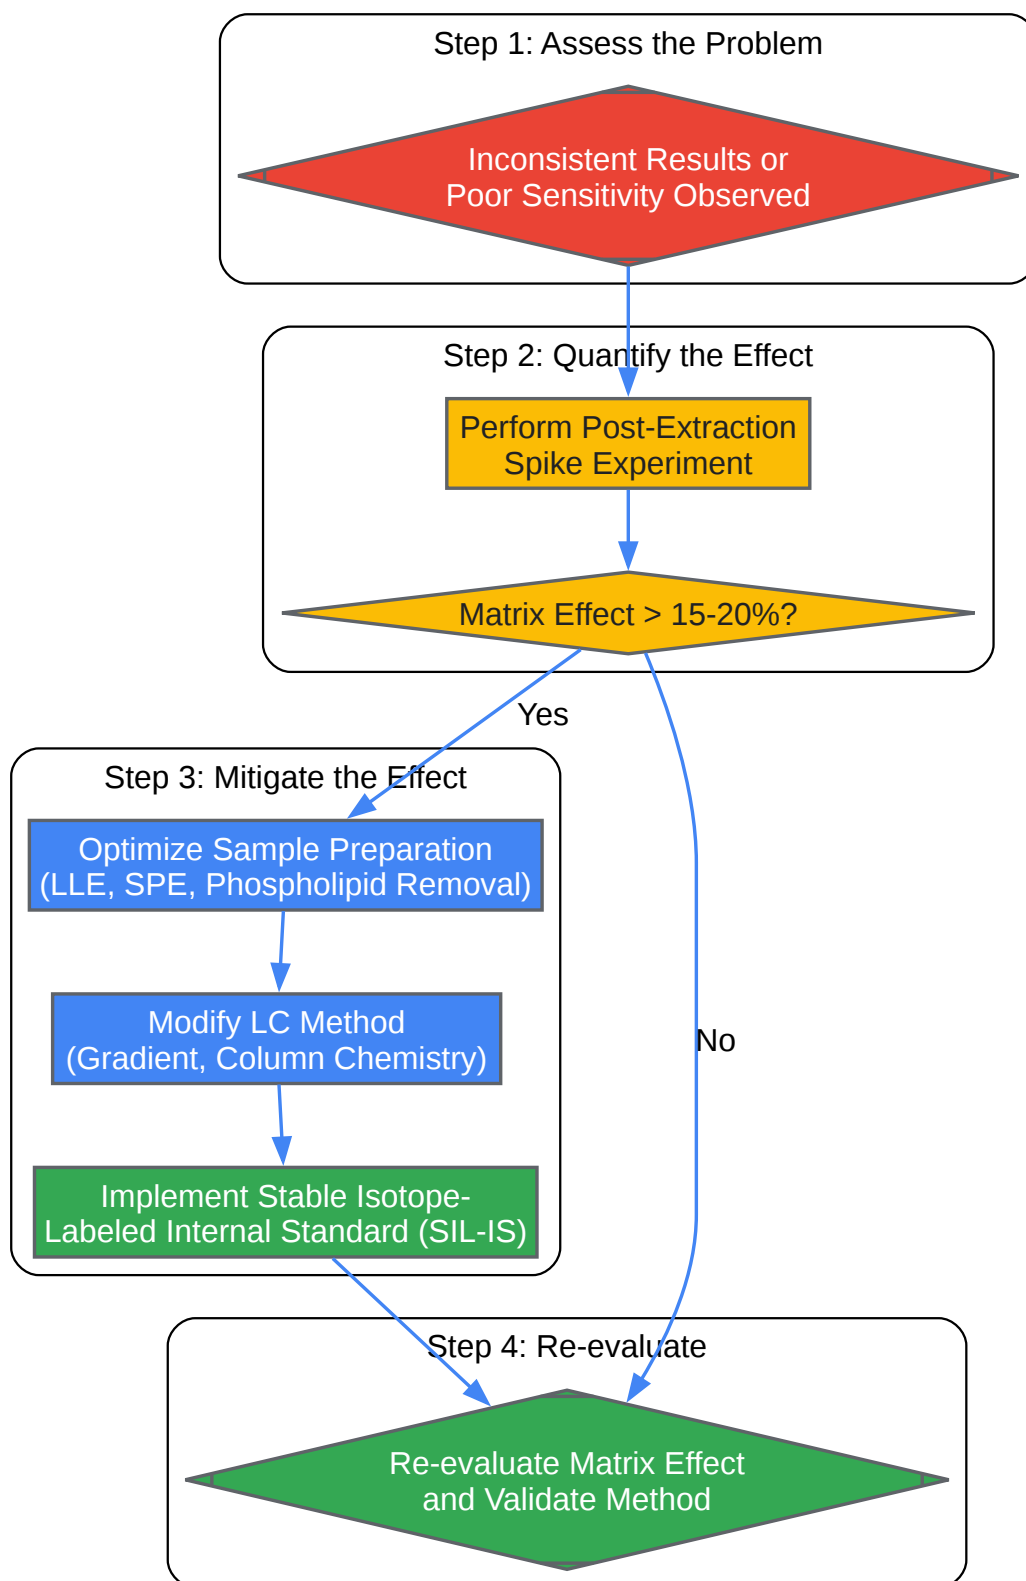 Step 1: Assess the Problem
Inconsistent Results or
Poor Sensitivity Observed
Step 2: Quantify the Effect
Perform Post-Extraction
Spike Experiment
Matrix Effect > 15-20%?
Yes
Step 3: Mitigate the Effect
Optimize Sample Preparation
(LLE, SPE, Phospholipid Removal)
Modify LC Method
(Gradient, Column Chemistry)
No
Implement Stable Isotope-
Labeled Internal Standard (SIL-IS)
Step 4: Re-evaluate
Re-evaluate Matrix Effect
and Validate Method